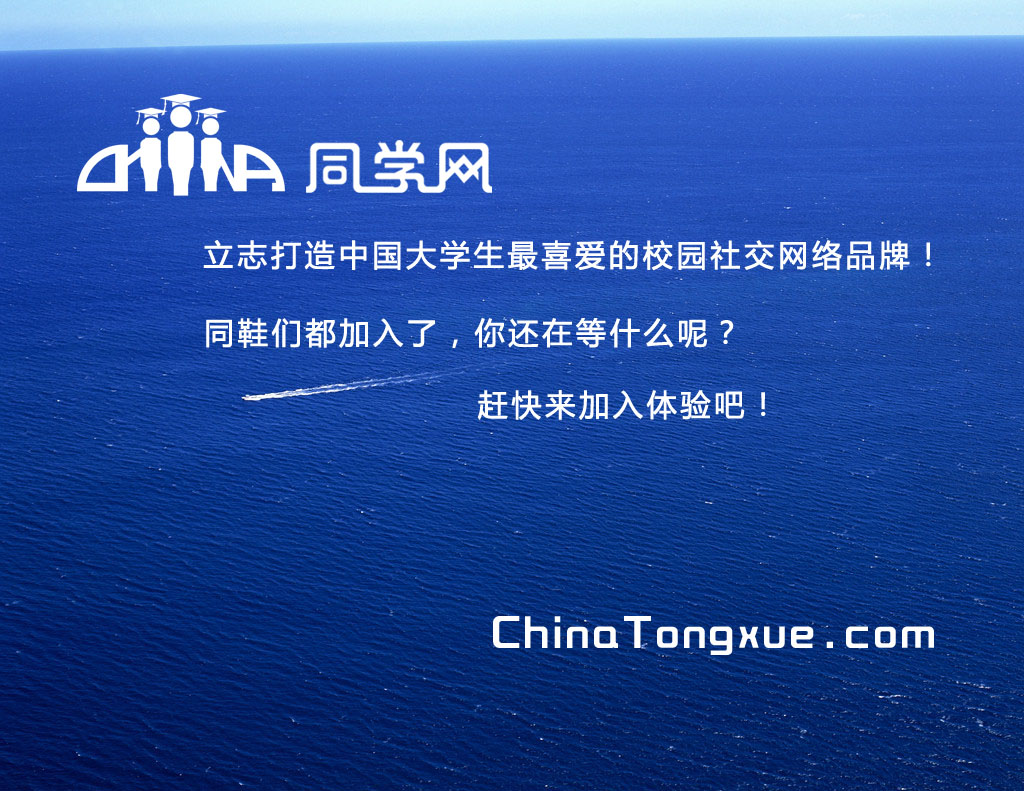 CHINA 同学网
立志打造中国大学生最喜爱的校园社交网络品牌！
同鞋们都加入了，你还在等什么呢？
赶快来加入体验吧！
ChinaTongxue.com